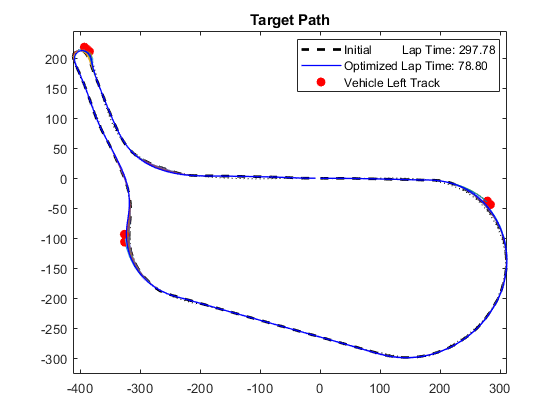 Target Path
Initial Lap Time: 297.78
Optimized Lap Time: 78.80
Vehicle Left Track
200
150
100
50
0
-50
-100
-150
-200
-250
-300
-400 -300 -200 -100 0 100 200 300